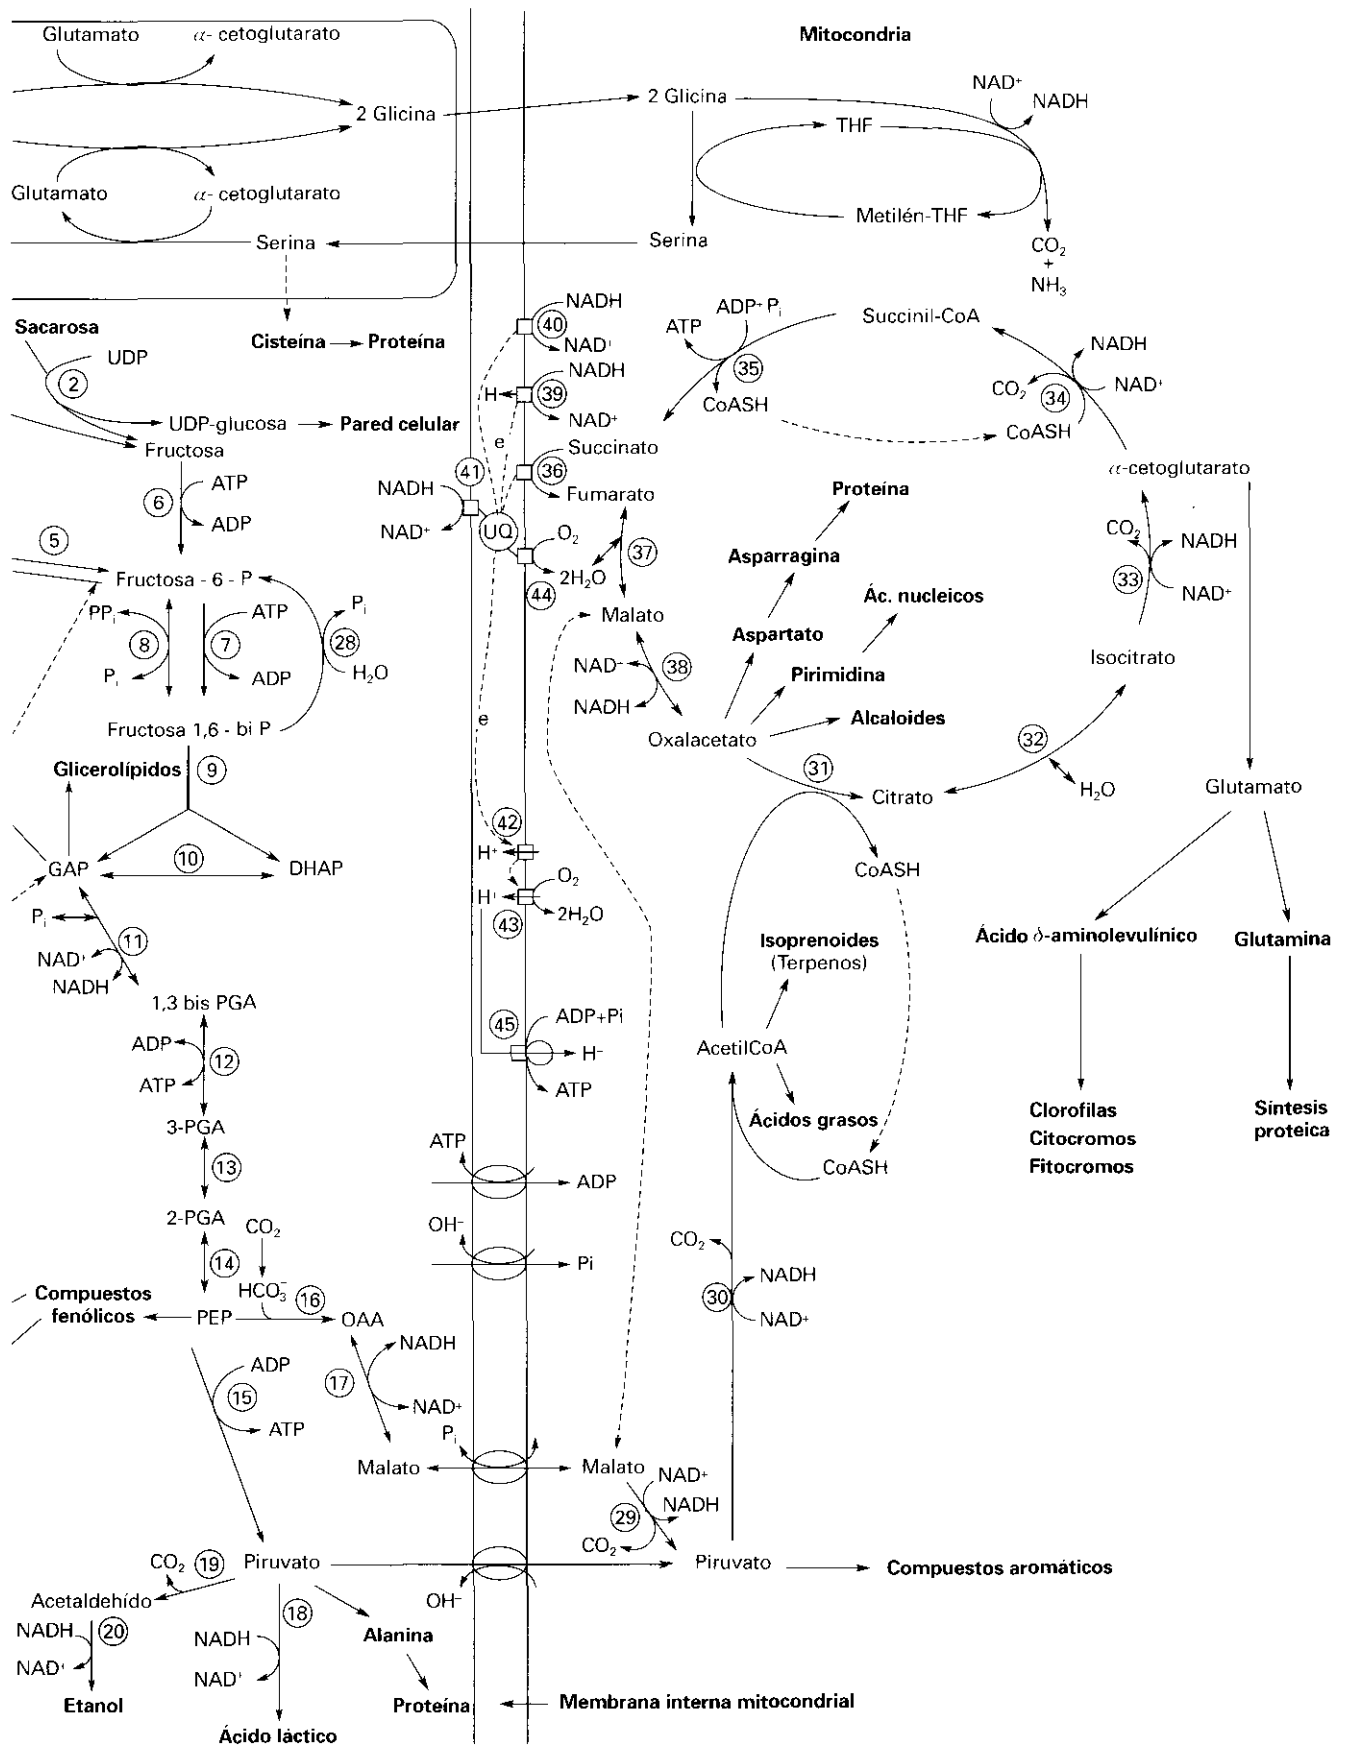 Glutamato
α- cetoglutarato
Mitocondria
2 Glicina
2 Glicina
NAD⁺
NADH
THF
Glutamato
α- cetoglutarato
Metilén-THF
Serina
Serina
CO₂
+
NH₃
Sacarosa
UDP
2
Cisteína
Proteína
NADH
40
NAD⁺
ADP+ Pᵢ
ATP
Succinil-CoA
35
CoASH
NADH
CO₂
NAD⁺
34
CoASH
UDP-glucosa
Pared celular
Fructosa
H
NADH
39
NAD⁺
e
Succinato
36
Fumarato
41
NADH
NAD⁺
UQ
O₂
2H₂O
44
37
Malato
α-cetoglutarato
6
ATP
ADP
5
Fructosa - 6 - P
PPᵢ
8
Pᵢ
7
ATP
ADP
Pᵢ
28
H₂O
Proteína
Asparragina
Ác. nucleicos
Aspartato
Pirimidina
Alcaloides
CO₂
NADH
33
NAD⁺
Isocitrato
NAD⁻
38
NADH
Oxalacetato
Fructosa 1,6 - bi P
e
31
Citrato
32
H₂O
Glutamato
Glicerolípidos
9
GAP
10
DHAP
42
H⁺
H⁺
O₂
2H₂O
43
CoASH
Pᵢ
11
NAD⁺
NADH
1,3 bis PGA
Isoprenoides
(Terpenos)
Ácido δ-aminolevulínico
Glutamina
45
ADP+Pi
H⁻
ATP
AcetilCoA
ADP
12
ATP
3-PGA
Ácidos grasos
CoASH
Clorofilas
Citocromos
Fitocromos
Síntesis
proteica
ATP
ADP
13
2-PGA
CO₂
14
OH⁻
Pi
CO₂
Compuestos
fenólicos
PEP
HCO₃⁻
16
OAA
30
NADH
NAD⁺
NADH
17
NAD⁺
ADP
15
ATP
Malato
Pᵢ
Malato
NAD⁺
NADH
29
CO₂
CO₂
19
Piruvato
OH⁻
Piruvato
Compuestos aromáticos
Acetaldehído
NADH
20
NAD⁺
18
NADH
NAD⁺
Alanina
Etanol
Proteína
Membrana interna mitocondrial
Ácido láctico